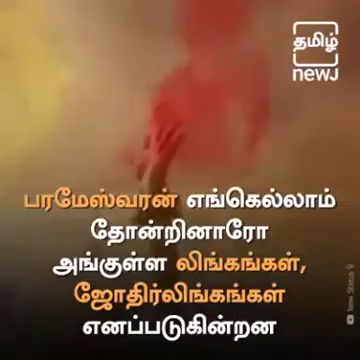 தமிழ்
newJ
பரமேஸ்வரன் எங்கெல்லாம்
தோன்றினாரோ
அங்குள்ள லிங்கங்கள்,
ஜோதிர்லிங்கங்கள்
எனப்படுகின்றன